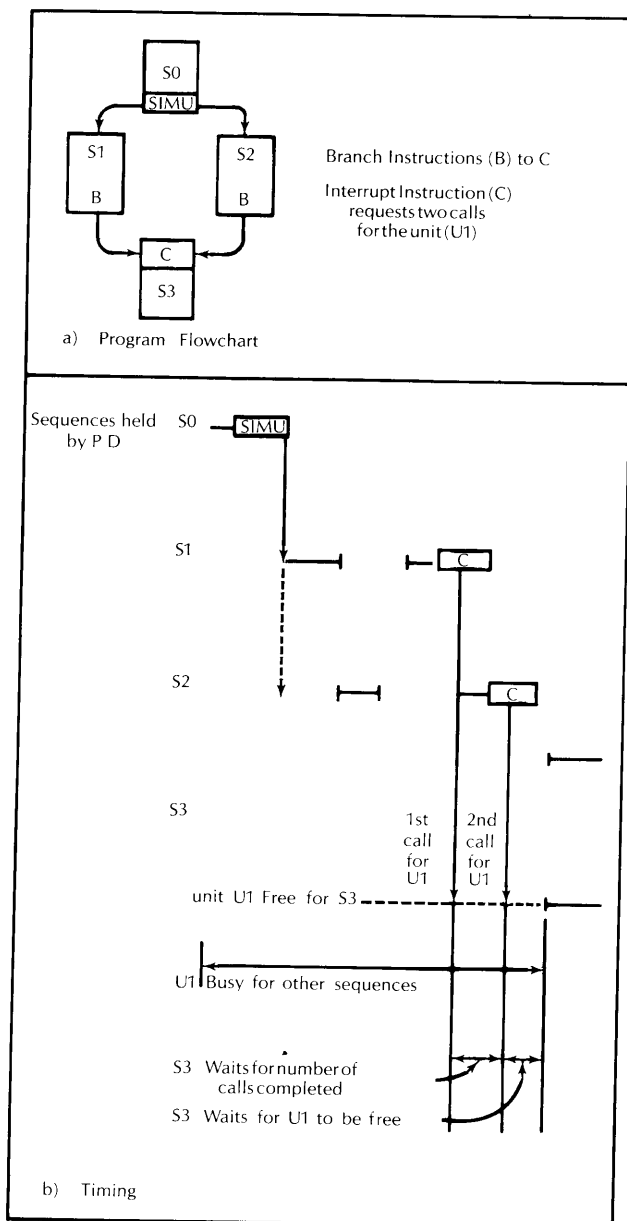 S0
SIMU
S1
S2
B
B
C
S3
Branch Instructions (B) to C
Interrupt Instruction (C)
requests two calls
for the unit (U1)
a) Program Flowchart
Sequences held
by P D
S0
SIMU
S1
C
S2
C
S3
1st
call
for
U1
2nd
call
for
U1
unit U1 Free for S3
U1 Busy for other sequences
S3 Waits for number of
calls completed
S3 Waits for U1 to be free
b) Timing